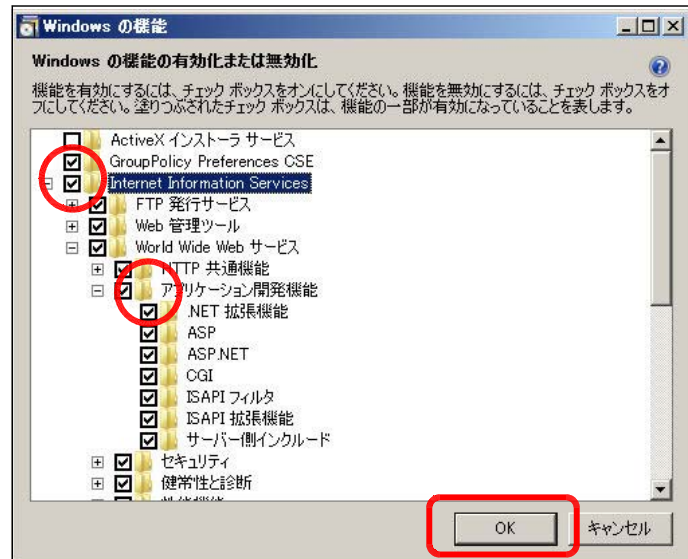 Windows の機能
Windows の機能の有効化または無効化
機能を有効にするには、チェック ボックスをオンにしてください。機能を無効にするには、チェック ボックスをオ
フにしてください。塗りつぶされたチェック ボックスは、機能の一部が有効になっていることを表します。
ActiveX インストーラ サービス
GroupPolicy Preferences CSE
Internet Information Services
FTP 発行サービス
Web 管理ツール
World Wide Web サービス
HTTP 共通機能
アプリケーション開発機能
.NET 拡張機能
ASP
ASP.NET
CGI
ISAPI フィルタ
ISAPI 拡張機能
サーバー側インクルード
セキュリティ
健常性と診断
OK キャンセル